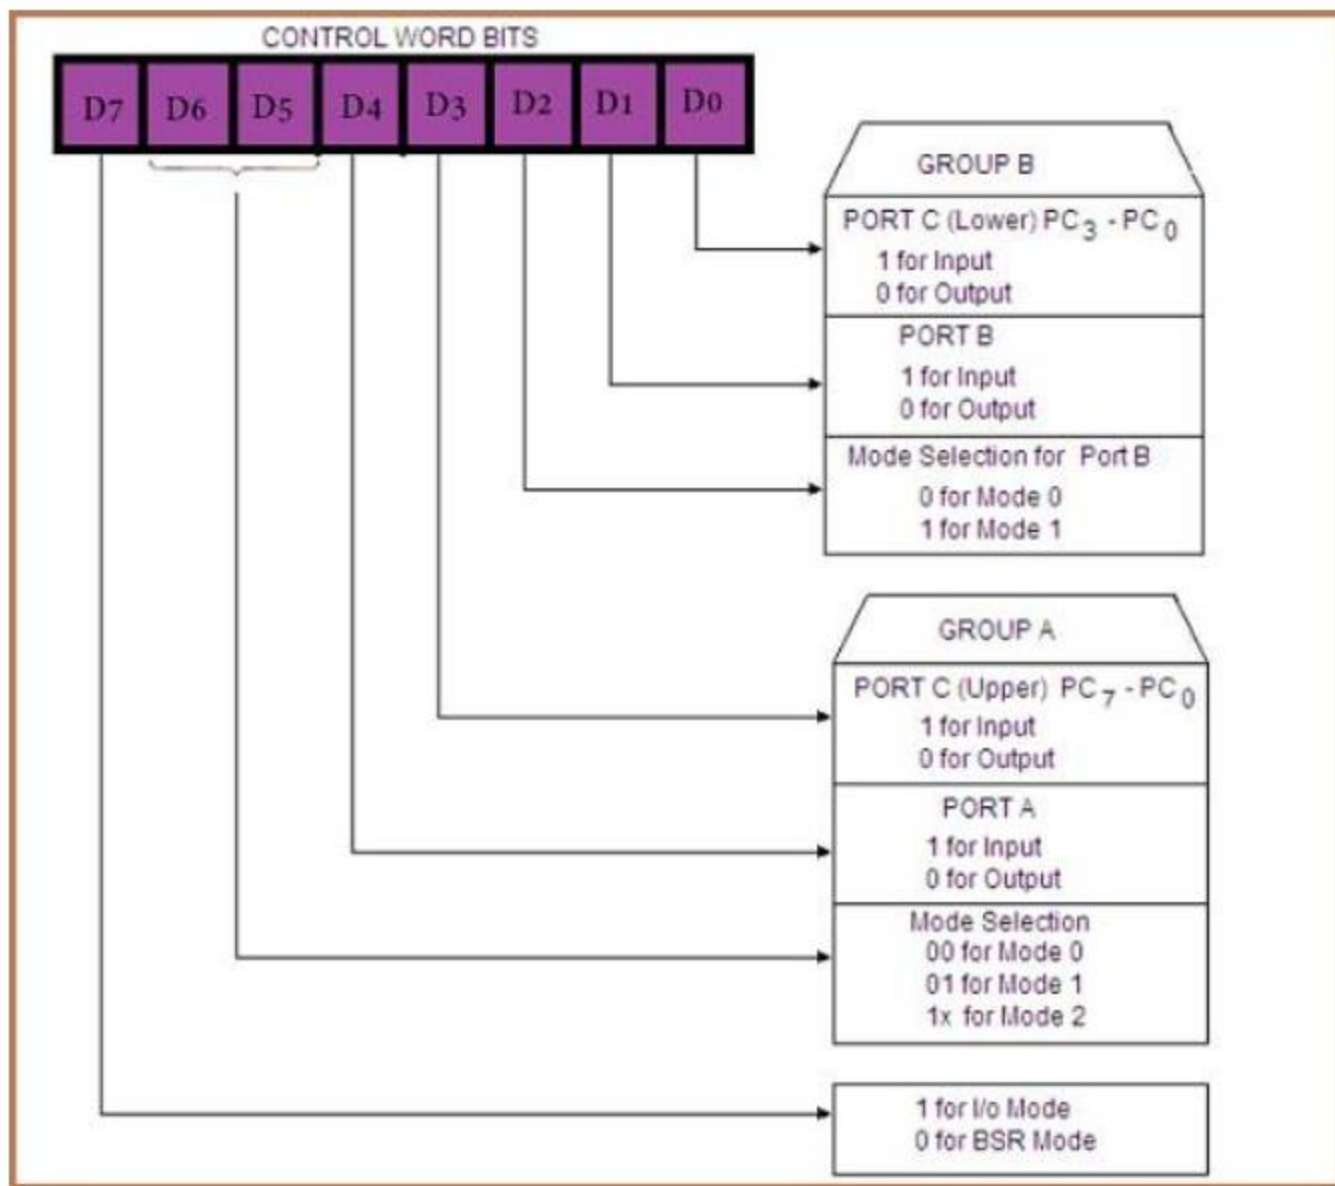 CONTROL WORD BITS
D7 D6 D5 D4 D3 D2 D1 D0
GROUP B
PORT C (Lower) PC3 - PC0
1 for Input
0 for Output
PORT B
1 for Input
0 for Output
Mode Selection for Port B
0 for Mode 0
1 for Mode 1
GROUP A
PORT C (Upper) PC7 - PC0
1 for Input
0 for Output
PORT A
1 for Input
0 for Output
Mode Selection
00 for Mode 0
01 for Mode 1
1x for Mode 2
1 for I/o Mode
0 for BSR Mode